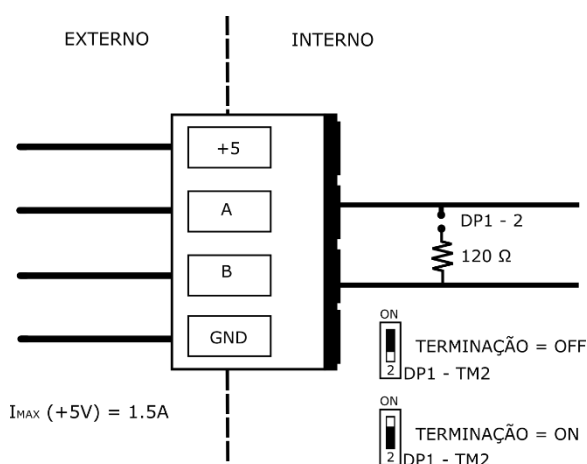 EXTERNO
INTERNO
+5
A
B
GND
DP1 - 2
120 Ω
ON
TERMINAÇÃO = OFF
2
DP1 - TM2
IMAX (+5V) = 1.5A
ON
TERMINAÇÃO = ON
2
DP1 - TM2